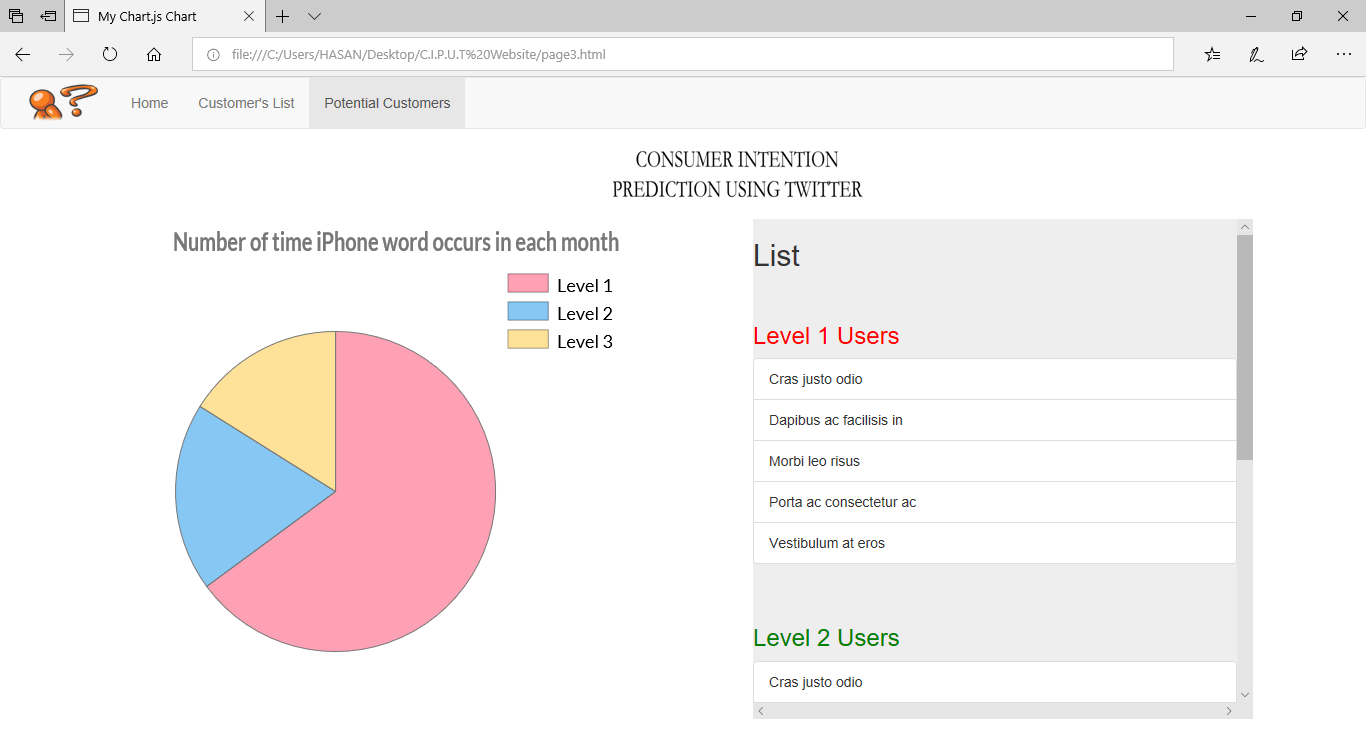 My Chart.js Chart
file:///C:/Users/HASAN/Desktop/C.I.P.U.T%20Website/page3.html
Home Customer's List Potential Customers
CONSUMER INTENTION
PREDICTION USING TWITTER
Number of time iPhone word occurs in each month
Level 1
Level 2
Level 3
List
Level 1 Users
Cras justo odio
Dapibus ac facilisis in
Morbi leo risus
Porta ac consectetur ac
Vestibulum at eros
Level 2 Users
Cras justo odio